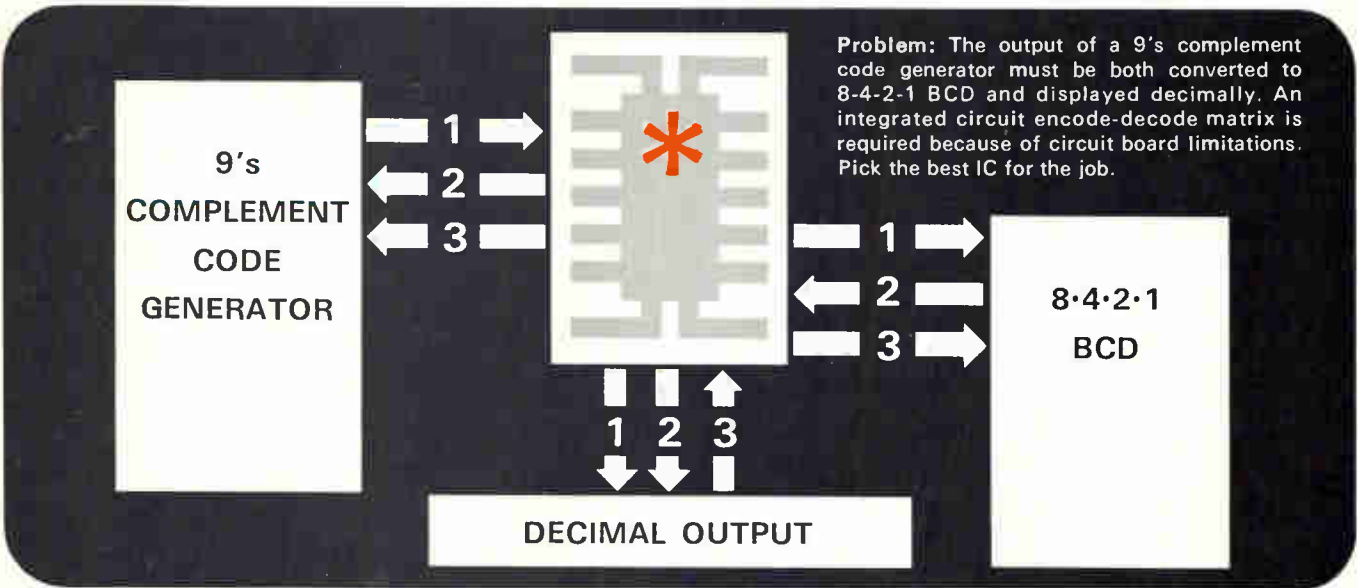 Problem: The output of a 9's complement
code generator must be both converted to
8-4-2-1 BCD and displayed decimally. An
integrated circuit encode-decode matrix is
required because of circuit board limitations.
Pick the best IC for the job.
9's
COMPLEMENT
CODE
GENERATOR
1
2
3
*
1
2
3
8·4·2·1
BCD
1 2 3
DECIMAL OUTPUT